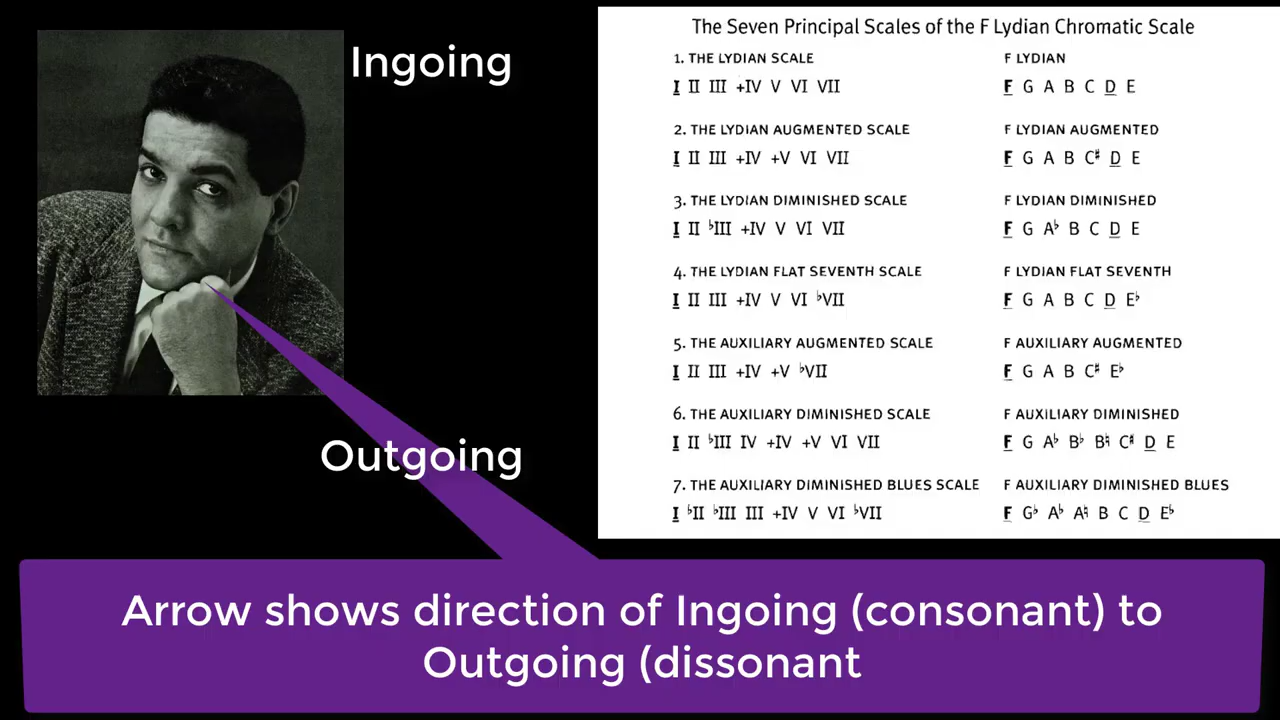 Ingoing
Outgoing
The Seven Principal Scales of the F Lydian Chromatic Scale
1. THE LYDIAN SCALE F LYDIAN
I II III +IV V VI VII F G A B C D E
2. THE LYDIAN AUGMENTED SCALE F LYDIAN AUGMENTED
I II III +IV +V VI VII F G A B C♯ D E
3. THE LYDIAN DIMINISHED SCALE F LYDIAN DIMINISHED
I II ♭III +IV V VI VII F G A♭ B C D E
4. THE LYDIAN FLAT SEVENTH SCALE F LYDIAN FLAT SEVENTH
I II III +IV V VI ♭VII F G A B C D E♭
5. THE AUXILIARY AUGMENTED SCALE F AUXILIARY AUGMENTED
I II III +IV +V ♭VII F G A B C♯ E♭
6. THE AUXILIARY DIMINISHED SCALE F AUXILIARY DIMINISHED
I II ♭III IV +IV +V VI VII F G A♭ B♭ B♮ C♯ D E
7. THE AUXILIARY DIMINISHED BLUES SCALE F AUXILIARY DIMINISHED BLUES
I ♭II ♭III III +IV V VI ♭VII F G♭ A♭ A♮ B C D E♭
Arrow shows direction of Ingoing (consonant) to
Outgoing (dissonant